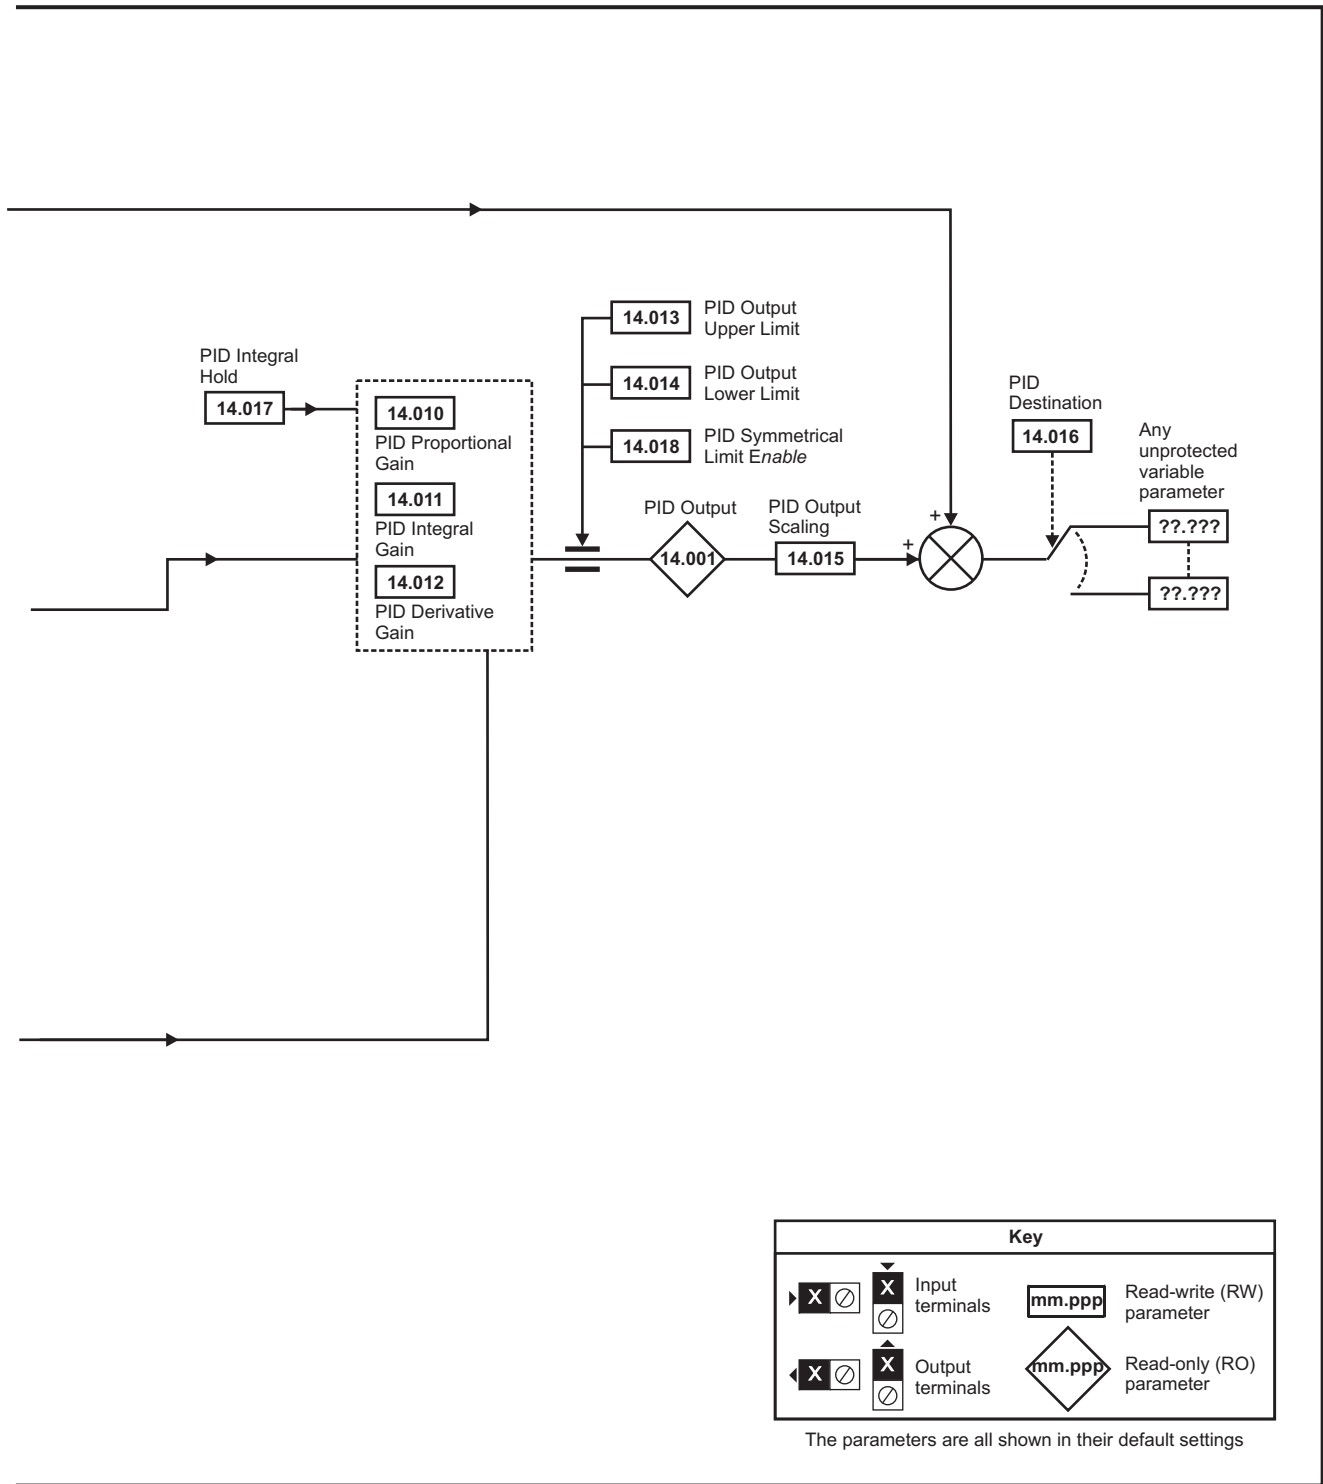 PID Integral
Hold
14.017
14.010
PID Proportional
Gain
14.011
PID Integral
Gain
14.012
PID Derivative
Gain
14.013
PID Output
Upper Limit
14.014
PID Output
Lower Limit
14.018
PID Symmetrical
Limit Enable
PID Output
14.001
PID Output
Scaling
14.015
+
+
PID
Destination
14.016
Any
unprotected
variable
parameter
??.???
??.???
Key
X
X
Input
terminals
mm.ppp
Read-write (RW)
parameter
X
X
Output
terminals
mm.ppp
Read-only (RO)
parameter
The parameters are all shown in their default settings